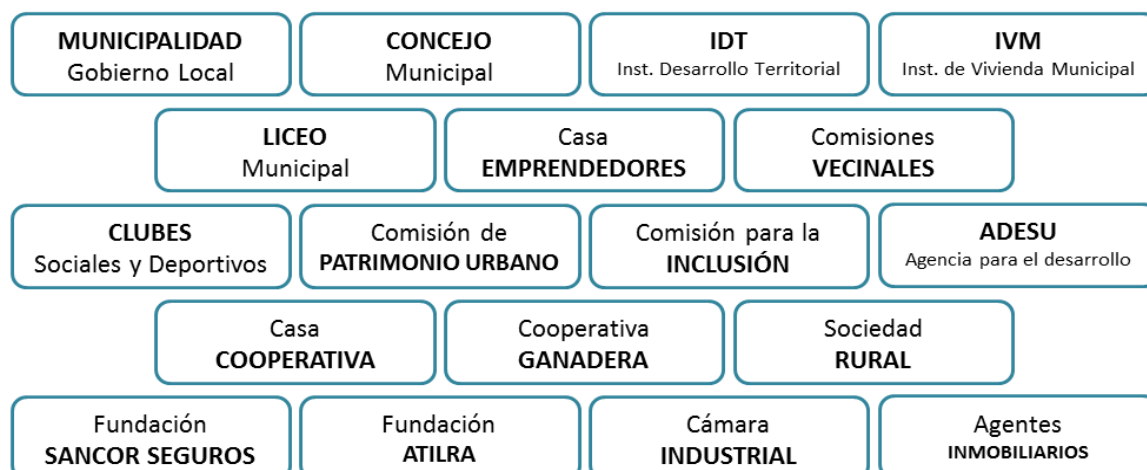 MUNICIPALIDAD
Gobierno Local
CONCEJO
Municipal
IDT
Inst. Desarrollo Territorial
IVM
Inst. de Vivienda Municipal
LICEO
Municipal
Casa
EMPRENDEDORES
Comisiones
VECINALES
CLUBES
Sociales y Deportivos
Comisión de
PATRIMONIO URBANO
Comisión para la
INCLUSIÓN
ADESU
Agencia para el desarrollo
Casa
COOPERATIVA
Cooperativa
GANADERA
Sociedad
RURAL
Fundación
SANCOR SEGUROS
Fundación
ATILRA
Cámara
INDUSTRIAL
Agentes
INMOBILIARIOS